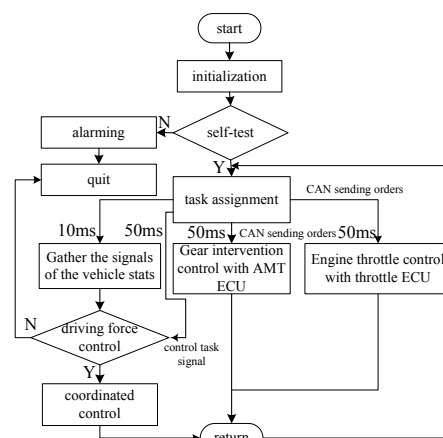 start
initialization
self-test
N
alarming
Y
quit
task assignment
CAN sending orders
10ms
50ms
50ms
CAN sending orders
50ms
Gather the signals
of the vehicle stats
Gear intervention
control with AMT
ECU
Engine throttle control
with throttle ECU
N
driving force
control
control task
signal
Y
coordinated
control
return